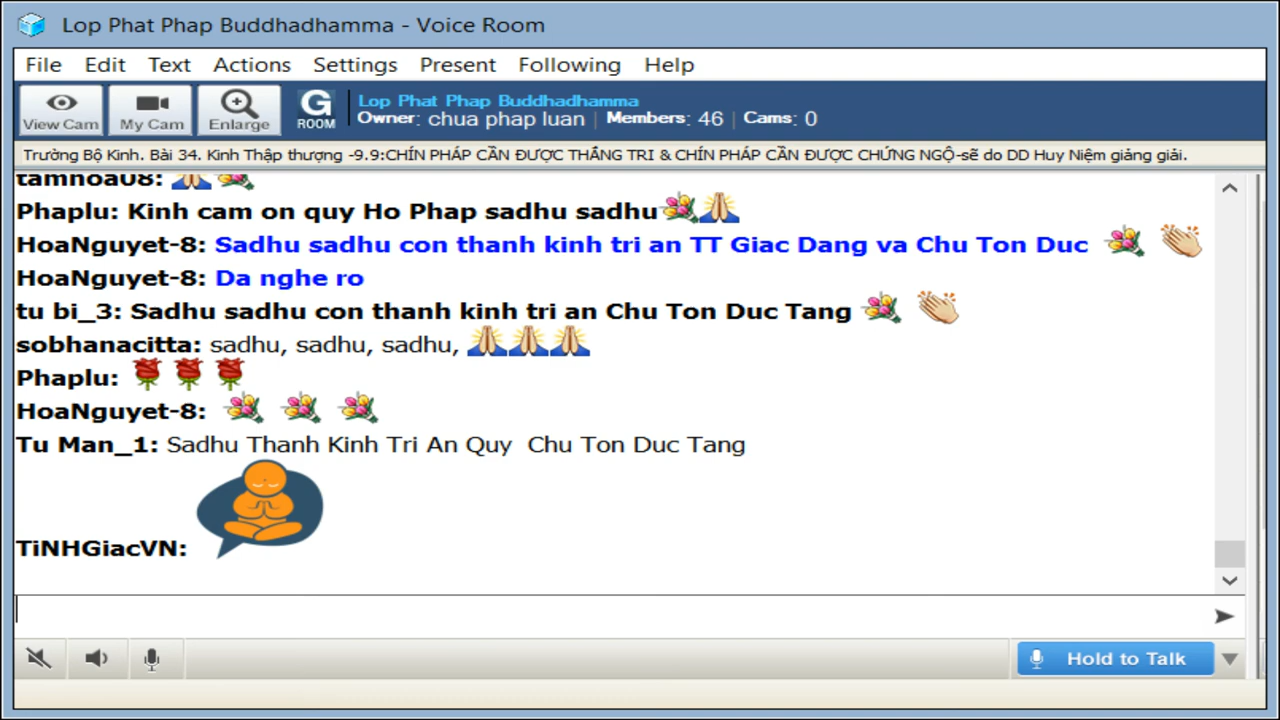 Lop Phat Phap Buddhadhamma - Voice Room
File Edit Text Actions Settings Present Following Help
View Cam My Cam Enlarge G ROOM
Lop Phat Phap Buddhadhamma
Owner: chua phap luan | Members: 46 | Cams: 0
Trường Bộ Kinh. Bài 34. Kinh Thập thượng -9.9:CHÍN PHÁP CẦN ĐƯỢC THẮNG TRI & CHÍN PHÁP CẦN ĐƯỢC CHỨNG NGỘ-sẽ do DD Huy Niệm giảng giải.
tamhoa08:
Phaplu: Kinh cam on quy Ho Phap sadhu sadhu
HoaNguyet-8: Sadhu sadhu con thanh kinh tri an TT Giac Dang va Chu Ton Duc
HoaNguyet-8: Da nghe ro
tu bi_3: Sadhu sadhu con thanh kinh tri an Chu Ton Duc Tang
sobhanacitta: sadhu, sadhu, sadhu,
Phaplu:
HoaNguyet-8:
Tu Man_1: Sadhu Thanh Kinh Tri An Quy Chu Ton Duc Tang
TiNHGiacVN:
Hold to Talk